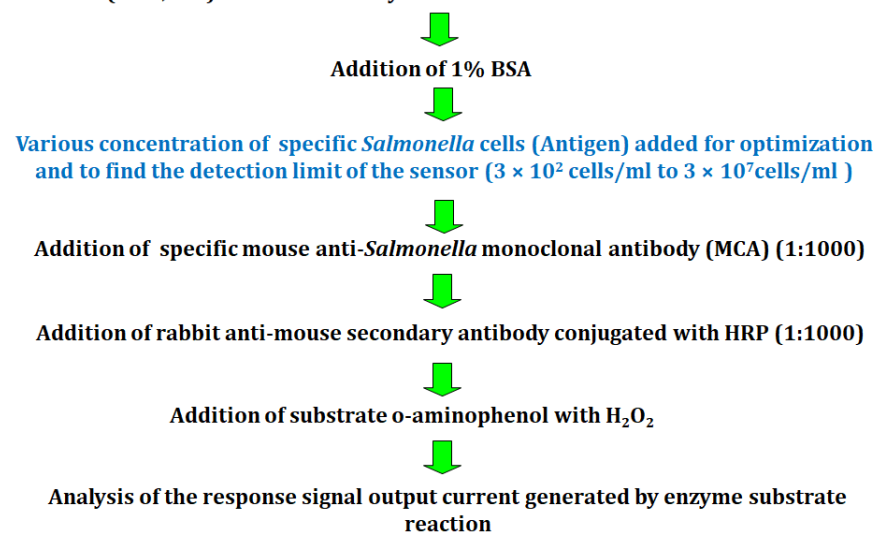 Addition of 1% BSA
Various concentration of specific Salmonella cells (Antigen) added for optimization
and to find the detection limit of the sensor (3 × 10² cells/ml to 3 × 10⁷cells/ml )
Addition of specific mouse anti-Salmonella monoclonal antibody (MCA) (1:1000)
Addition of rabbit anti-mouse secondary antibody conjugated with HRP (1:1000)
Addition of substrate o-aminophenol with H₂O₂
Analysis of the response signal output current generated by enzyme substrate
reaction